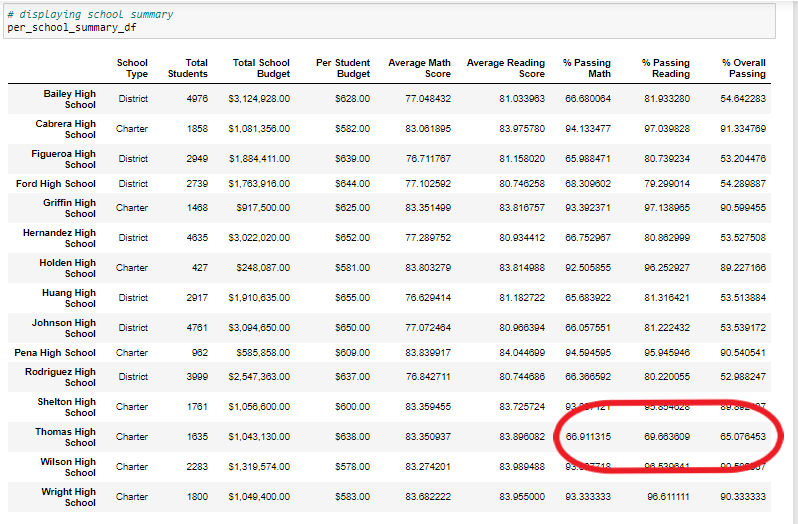 # displaying school summary
per_school_summary_df
School Type Total Students Total School Budget Per Student Budget Average Math Score Average Reading Score % Passing Math % Passing Reading % Overall Passing
Bailey High School District 4976 $3,124,928.00 $628.00 77.048432 81.033963 66.680064 81.933280 54.642283
Cabrera High School Charter 1858 $1,081,356.00 $582.00 83.061895 83.975780 94.133477 97.039828 91.334769
Figueroa High School District 2949 $1,884,411.00 $639.00 76.711767 81.158020 65.988471 80.739234 53.204476
Ford High School District 2739 $1,763,916.00 $644.00 77.102592 80.746258 68.309602 79.299014 54.289887
Griffin High School Charter 1468 $917,500.00 $625.00 83.351499 83.816757 93.392371 97.138965 90.599455
Hernandez High School District 4635 $3,022,020.00 $652.00 77.289752 80.934412 66.752967 80.862999 53.527508
Holden High School Charter 427 $248,087.00 $581.00 83.803279 83.814988 92.505855 96.252927 89.227166
Huang High School District 2917 $1,910,635.00 $655.00 76.629414 81.182722 65.683922 81.316421 53.513884
Johnson High School District 4761 $3,094,650.00 $650.00 77.072464 80.966394 66.057551 81.222432 53.539172
Pena High School Charter 962 $585,858.00 $609.00 83.839917 84.044699 94.594595 95.945946 90.540541
Rodriguez High School District 3999 $2,547,363.00 $637.00 76.842711 80.744686 66.366592 80.220055 52.988247
Shelton High School Charter 1761 $1,056,600.00 $600.00 83.359455 83.725724
Thomas High School Charter 1635 $1,043,130.00 $638.00 83.350937 83.896082 66.911315 69.663609 65.076453
Wilson High School Charter 2283 $1,319,574.00 $578.00 83.274201 83.989488
Wright High School Charter 1800 $1,049,400.00 $583.00 83.682222 83.955000 93.333333 96.611111 90.333333